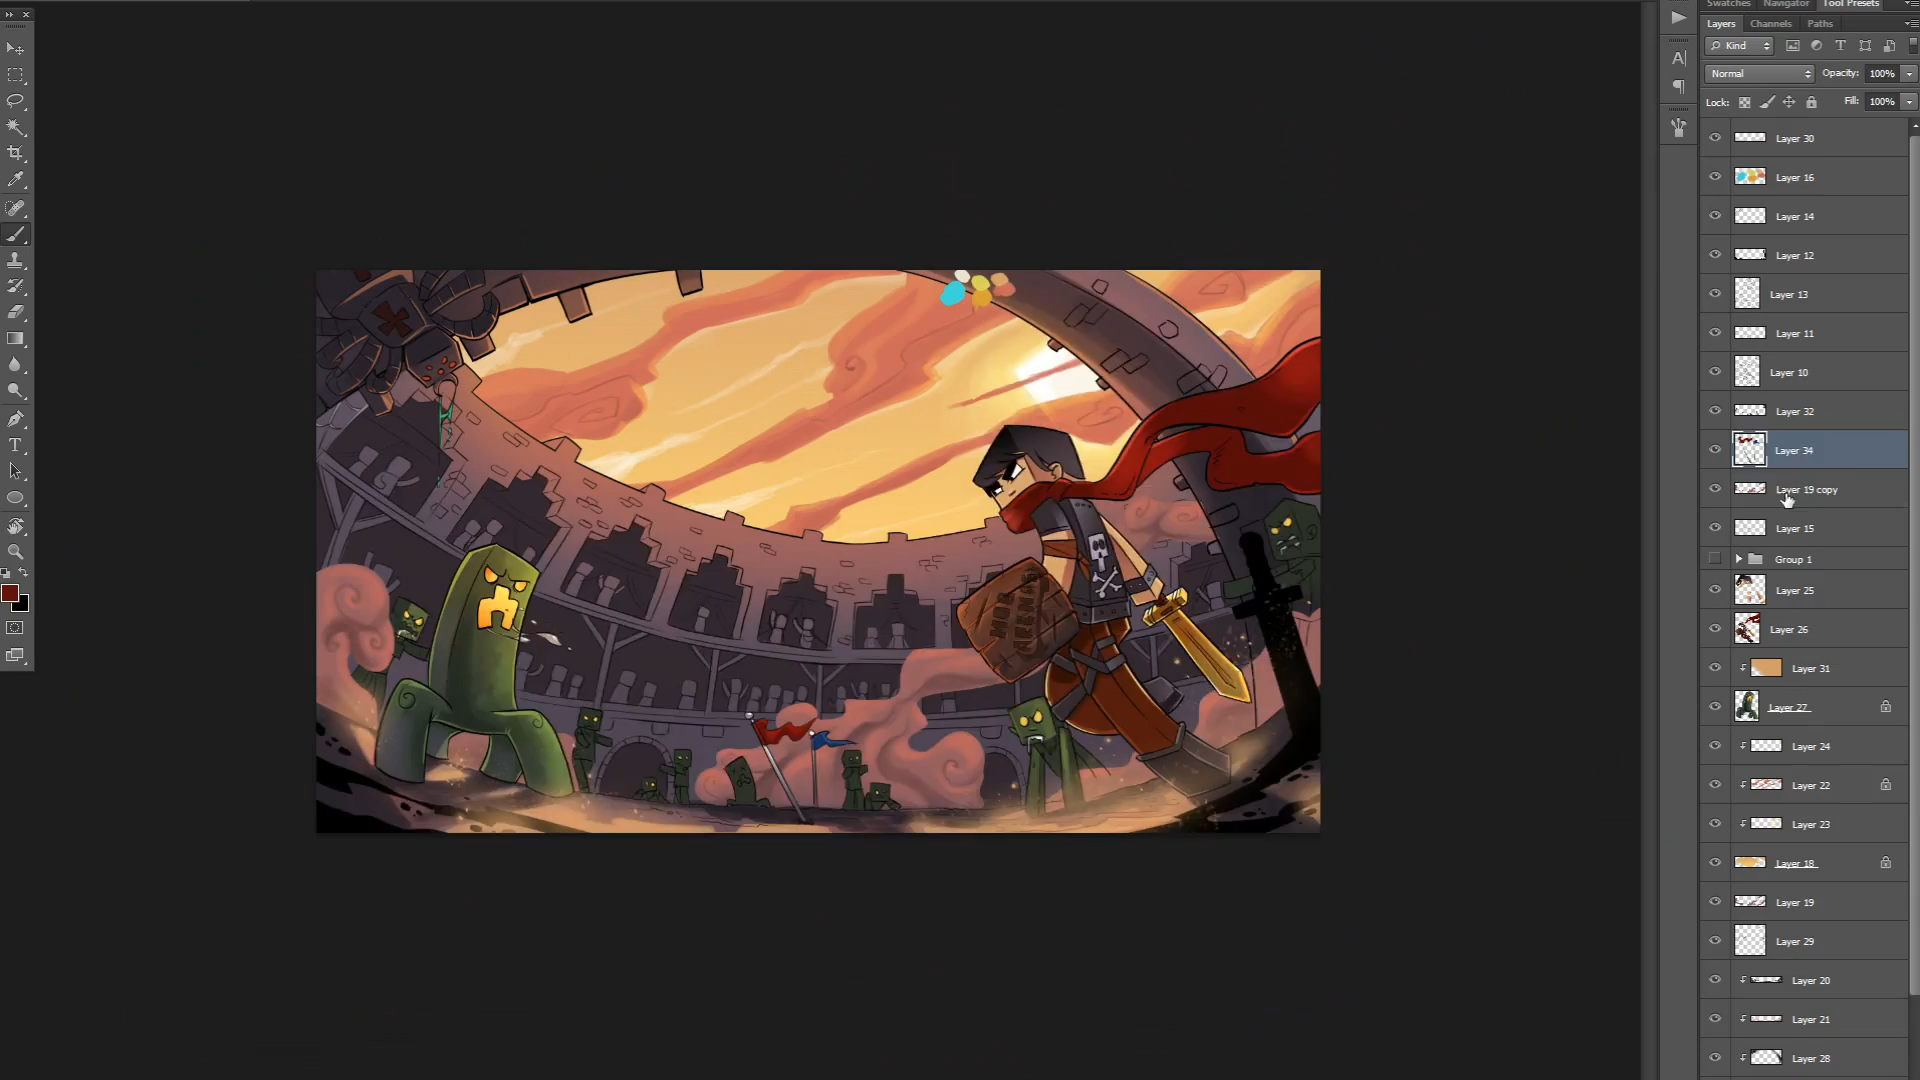 Swatches Navigator Tool Presets
Layers Channels Paths
Kind
Normal Opacity: 100%
Lock: Fill: 100%
Layer 30
Layer 16
Layer 14
Layer 12
Layer 13
Layer 11
Layer 10
Layer 32
Layer 34
Layer 19 copy
Layer 15
Group 1
Layer 25
Layer 26
Layer 31
Layer 27
Layer 24
Layer 22
Layer 23
Layer 18
Layer 19
Layer 29
Layer 20
Layer 21
Layer 28
MOB
ARENA